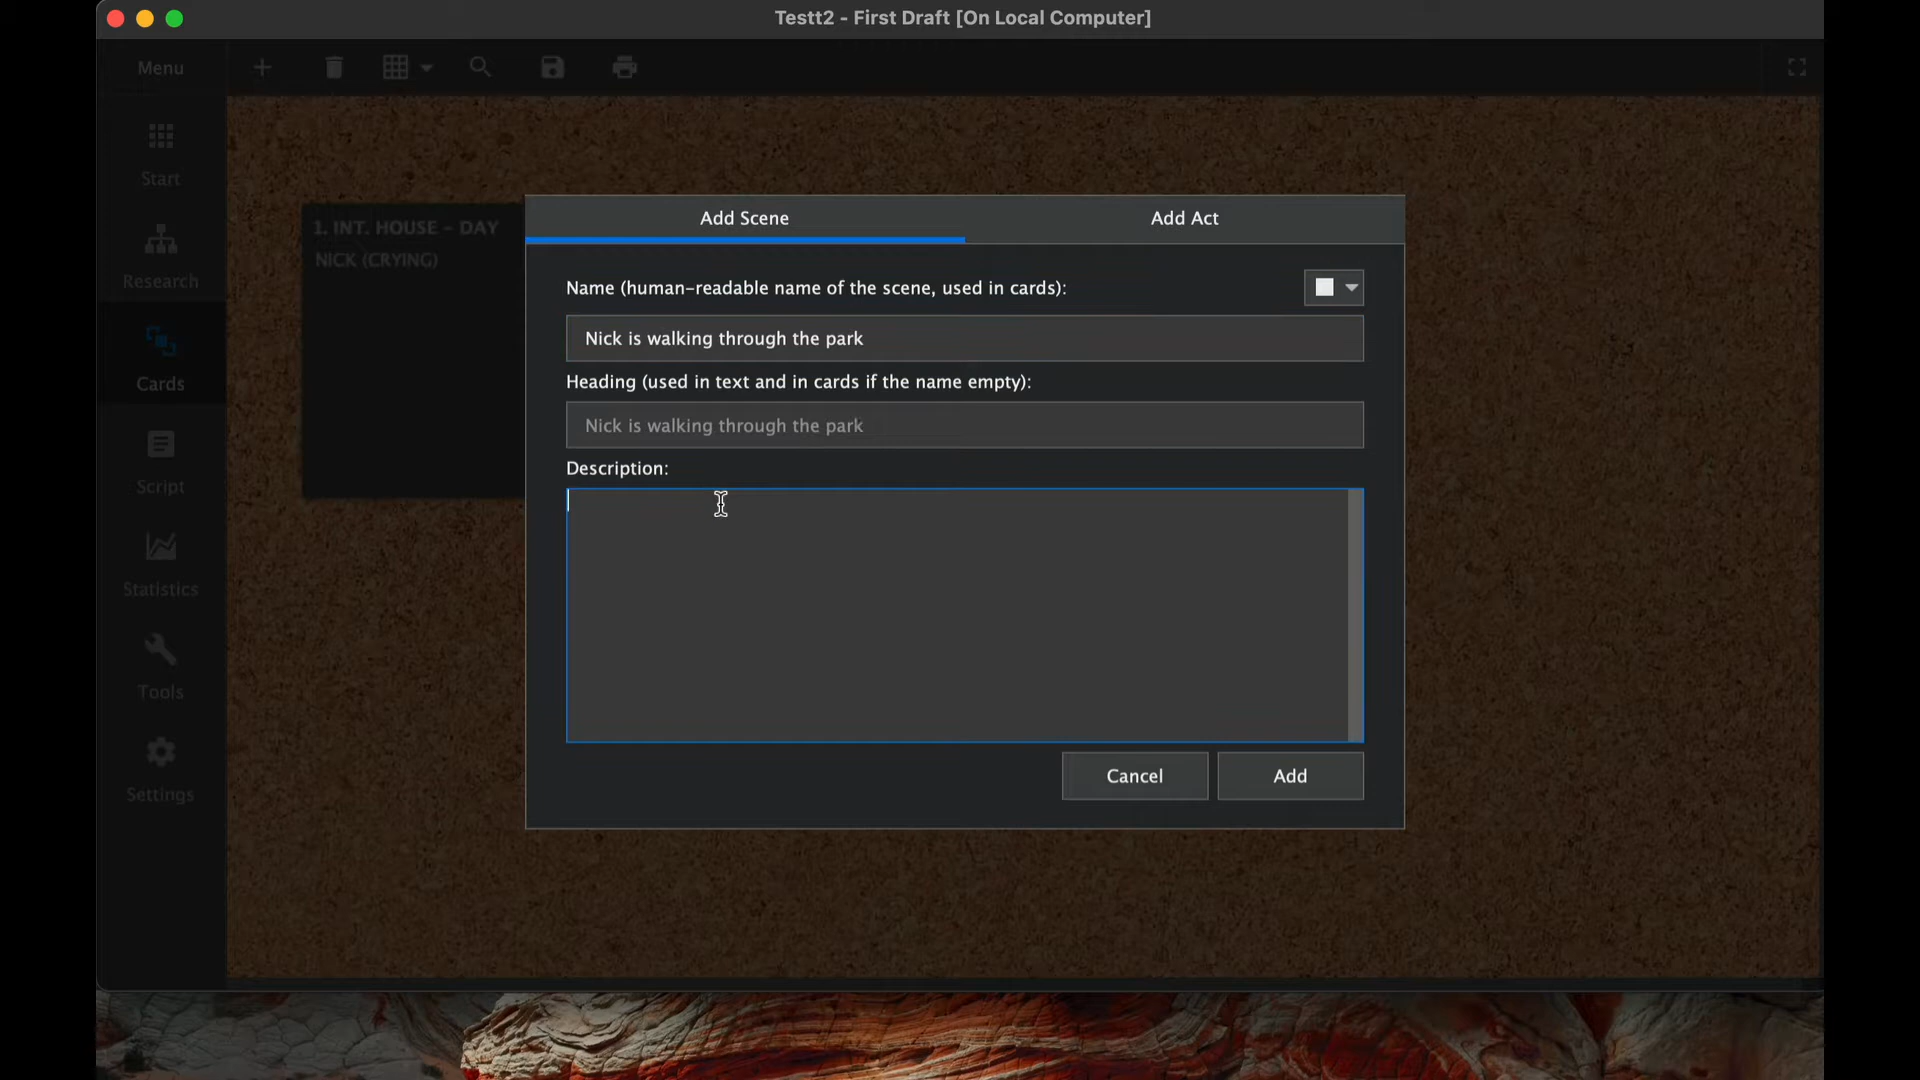 Testt2 - First Draft [On Local Computer]
Menu
Start
Research
Cards
Script
Statistics
Tools
Settings
1. INT. HOUSE - DAY
NICK (CRYING)
Add Scene
Add Act
Name (human-readable name of the scene, used in cards):
Nick is walking through the park
Heading (used in text and in cards if the name empty):
Nick is walking through the park
Description:
Cancel
Add